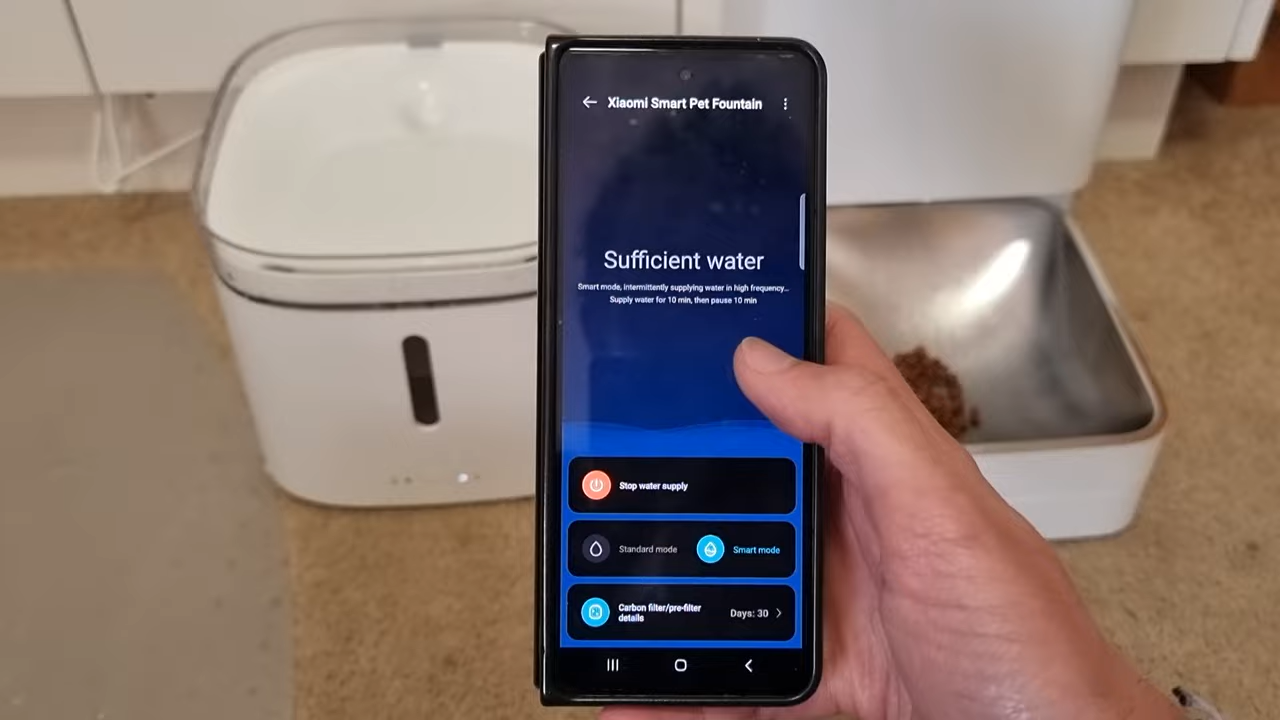 Xiaomi Smart Pet Fountain
Sufficient water
Smart mode, intermittently supplying water in high frequency...
Supply water for 10 min, then pause 10 min
Stop water supply
Standard mode
Smart mode
Carbon filter/pre-filter
details
Days: 30